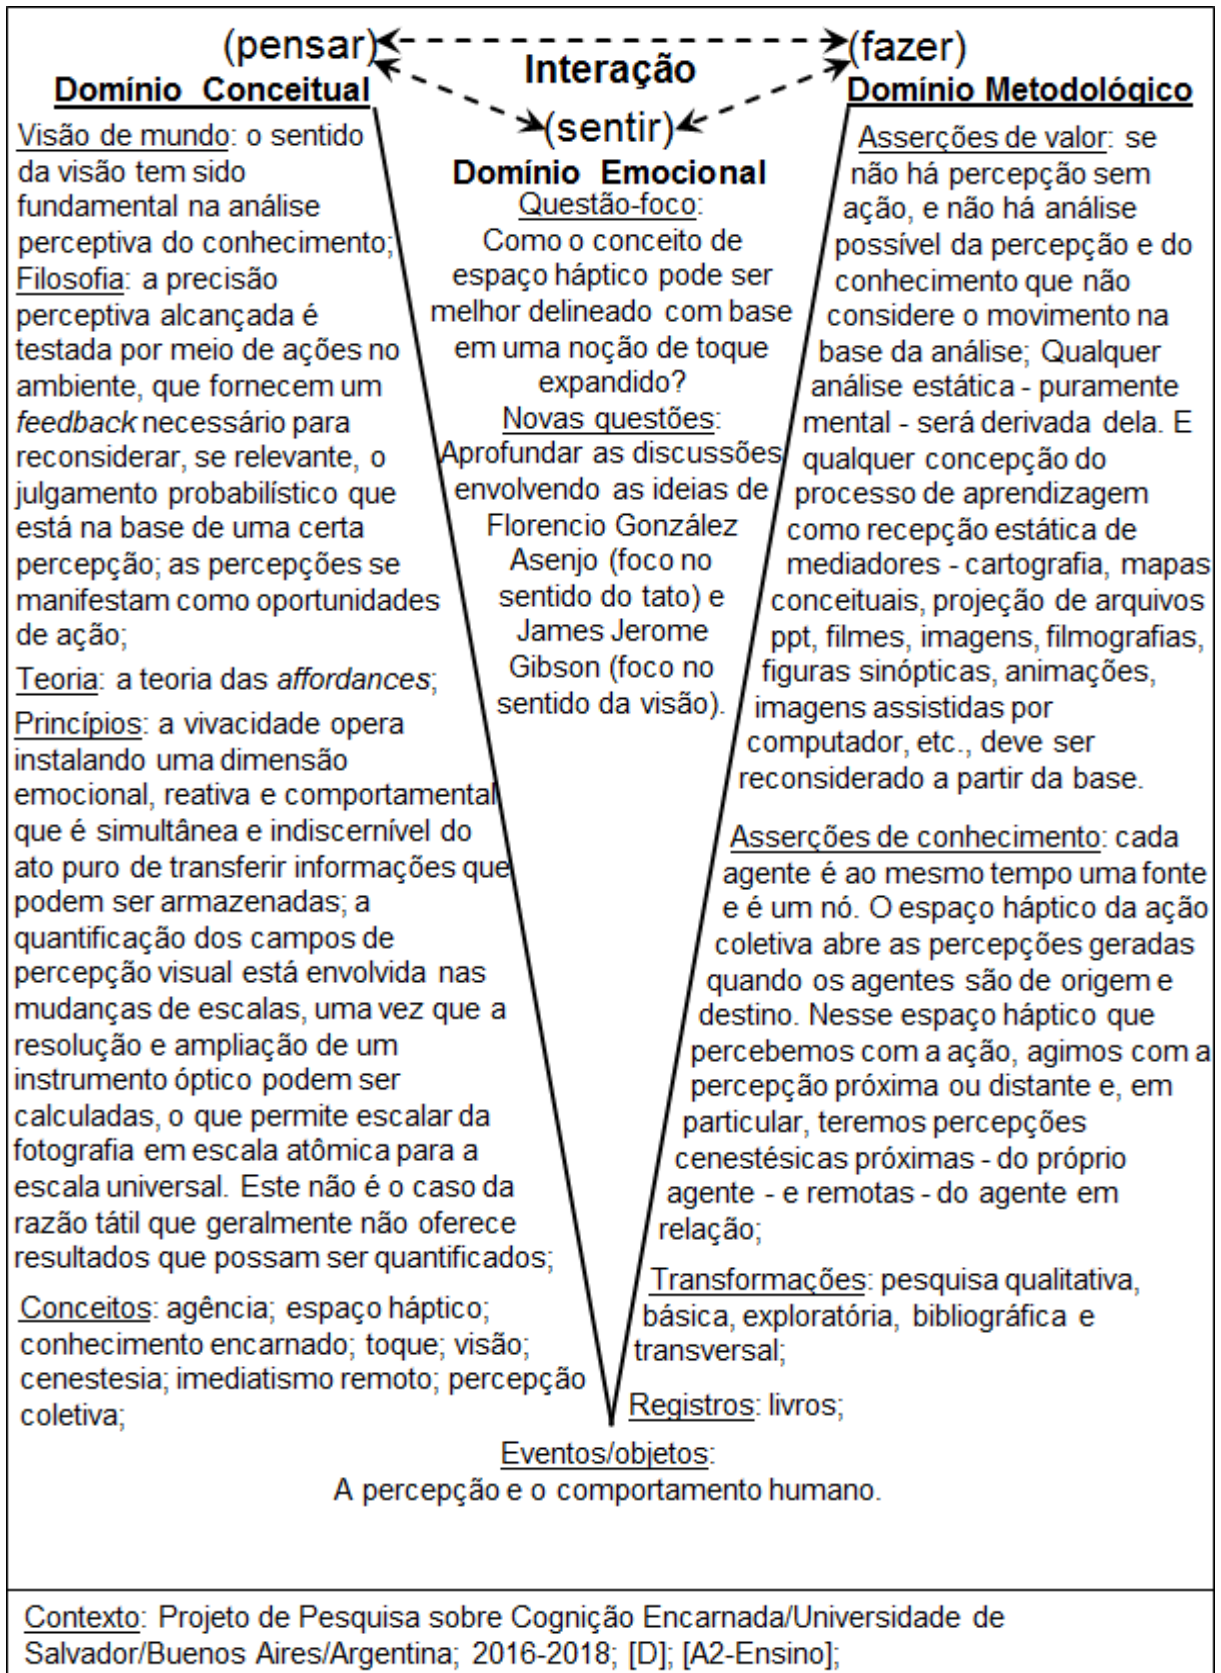 (pensar)
(fazer)
Interação
Domínio Conceitual
Domínio Metodológico
(sentir)
Domínio Emocional
Visão de mundo: o sentido
da visão tem sido
fundamental na análise
perceptiva do conhecimento;
Filosofia: a precisão
perceptiva alcançada é
testada por meio de ações no
ambiente, que fornecem um
feedback necessário para
reconsiderar, se relevante, o
julgamento probabilístico que
está na base de uma certa
percepção; as percepções se
manifestam como oportunidades
de ação;
Teoria: a teoria das affordances;
Princípios: a vivacidade opera
instalando uma dimensão
emocional, reativa e comportamental
que é simultânea e indiscernível do
ato puro de transferir informações que
podem ser armazenadas; a
quantificação dos campos de
percepção visual está envolvida nas
mudanças de escalas, uma vez que a
resolução e ampliação de um
instrumento óptico podem ser
calculadas, o que permite escalar da
fotografia em escala atômica para a
escala universal. Este não é o caso da
razão tátil que geralmente não oferece
resultados que possam ser quantificados;
Conceitos: agência; espaço háptico;
conhecimento encarnado; toque; visão;
cenestesia; imediatismo remoto; percepção
coletiva;
Questão-foco:
Como o conceito de
espaço háptico pode ser
melhor delineado com base
em uma noção de toque
expandido?
Novas questões:
Aprofundar as discussões
envolvendo as ideias de
Florencio González
Asenjo (foco no
sentido do tato) e
James Jerome
Gibson (foco no
sentido da visão).
Asserções de valor: se
não há percepção sem
ação, e não há análise
possível da percepção e do
conhecimento que não
considere o movimento na
base da análise; Qualquer
análise estática - puramente
mental - será derivada dela. E
qualquer concepção do
processo de aprendizagem
como recepção estática de
mediadores - cartografia, mapas
conceituais, projeção de arquivos
ppt, filmes, imagens, filmografias,
figuras sinópticas, animações,
imagens assistidas por
computador, etc., deve ser
reconsiderado a partir da base.
Asserções de conhecimento: cada
agente é ao mesmo tempo uma fonte
e é um nó. O espaço háptico da ação
coletiva abre as percepções geradas
quando os agentes são de origem e
destino. Nesse espaço háptico que
percebemos com a ação, agimos com a
percepção próxima ou distante e, em
particular, teremos percepções
cenestésicas próximas - do próprio
agente - e remotas - do agente em
relação;
Transformações: pesquisa qualitativa,
básica, exploratória, bibliográfica e
transversal;
Registros: livros;
Eventos/objetos:
A percepção e o comportamento humano.
Contexto: Projeto de Pesquisa sobre Cognição Encarnada/Universidade de
Salvador/Buenos Aires/Argentina; 2016-2018; [D]; [A2-Ensino];